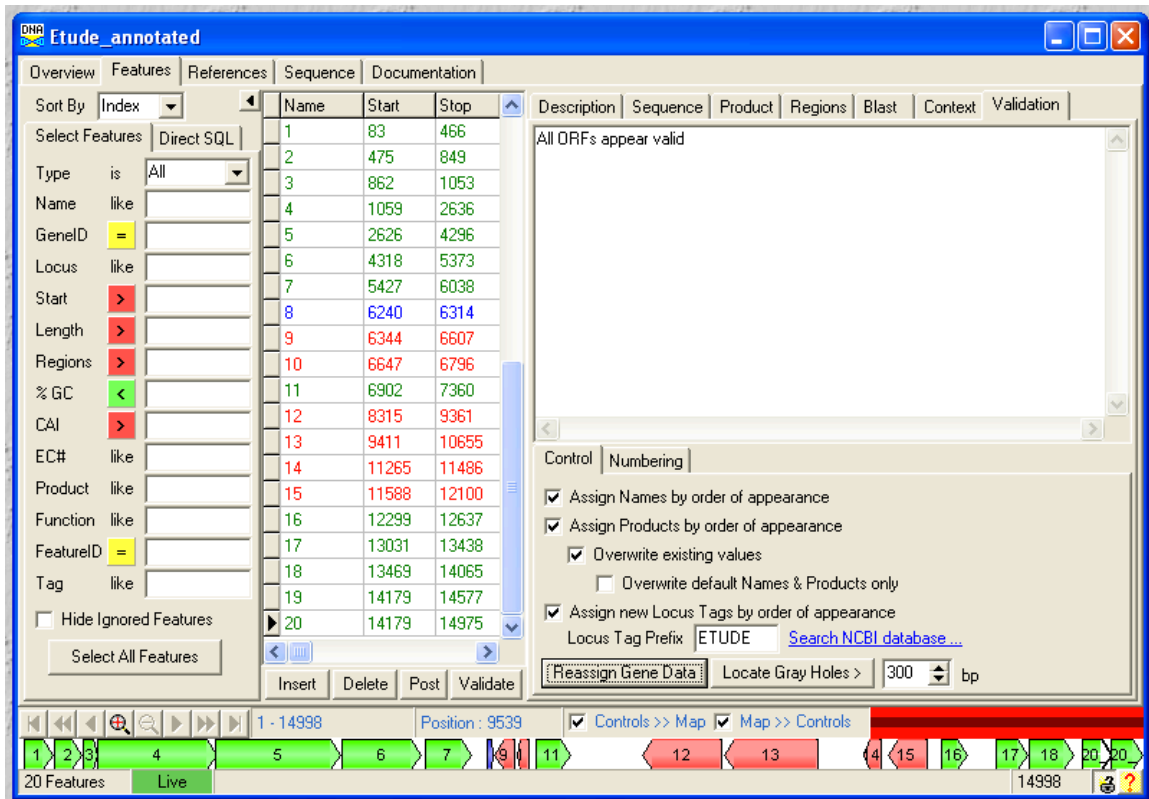 DNA
Etude_annotated
Overview Features References Sequence Documentation
Sort By Index
Select Features Direct SQL
Type is All
Name like
GeneID =
Locus like
Start >
Length >
Regions >
% GC <
CAI >
EC# like
Product like
Function like
FeatureID =
Tag like
Hide Ignored Features
Select All Features
Name Start Stop
1 83 466
2 475 849
3 862 1053
4 1059 2636
5 2626 4296
6 4318 5373
7 5427 6038
8 6240 6314
9 6344 6607
10 6647 6796
11 6902 7360
12 8315 9361
13 9411 10655
14 11265 11486
15 11588 12100
16 12299 12637
17 13031 13438
18 13469 14065
19 14179 14577
20 14179 14975
Insert Delete Post Validate
Description Sequence Product Regions Blast Context Validation
All ORFs appear valid
Control Numbering
Assign Names by order of appearance
Assign Products by order of appearance
Overwrite existing values
Overwrite default Names & Products only
Assign new Locus Tags by order of appearance
Locus Tag Prefix ETUDE Search NCBI database ...
Reassign Gene Data Locate Gray Holes > 300 bp
1 - 14998 Position : 9539 Controls >> Map Map >> Controls
1 2 3 4 5 6 7 9 11 12 13 4 15 16 17 18 20_ 20_
20 Features Live 14998 ?